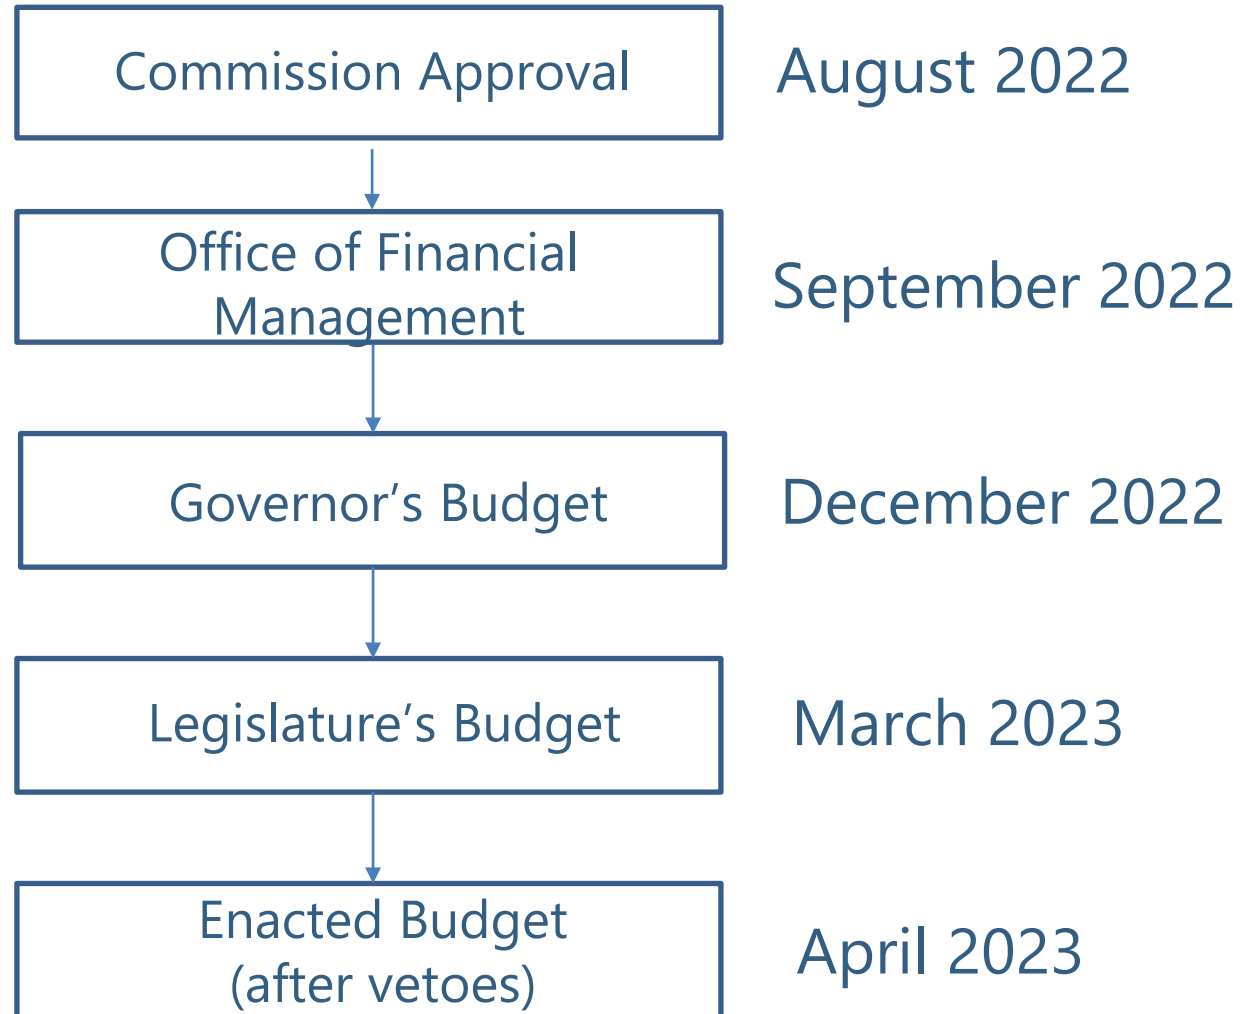 Commission Approval
August 2022
Office of Financial
Management
September 2022
Governor’s Budget
December 2022
Legislature’s Budget
March 2023
Enacted Budget
(after vetoes)
April 2023